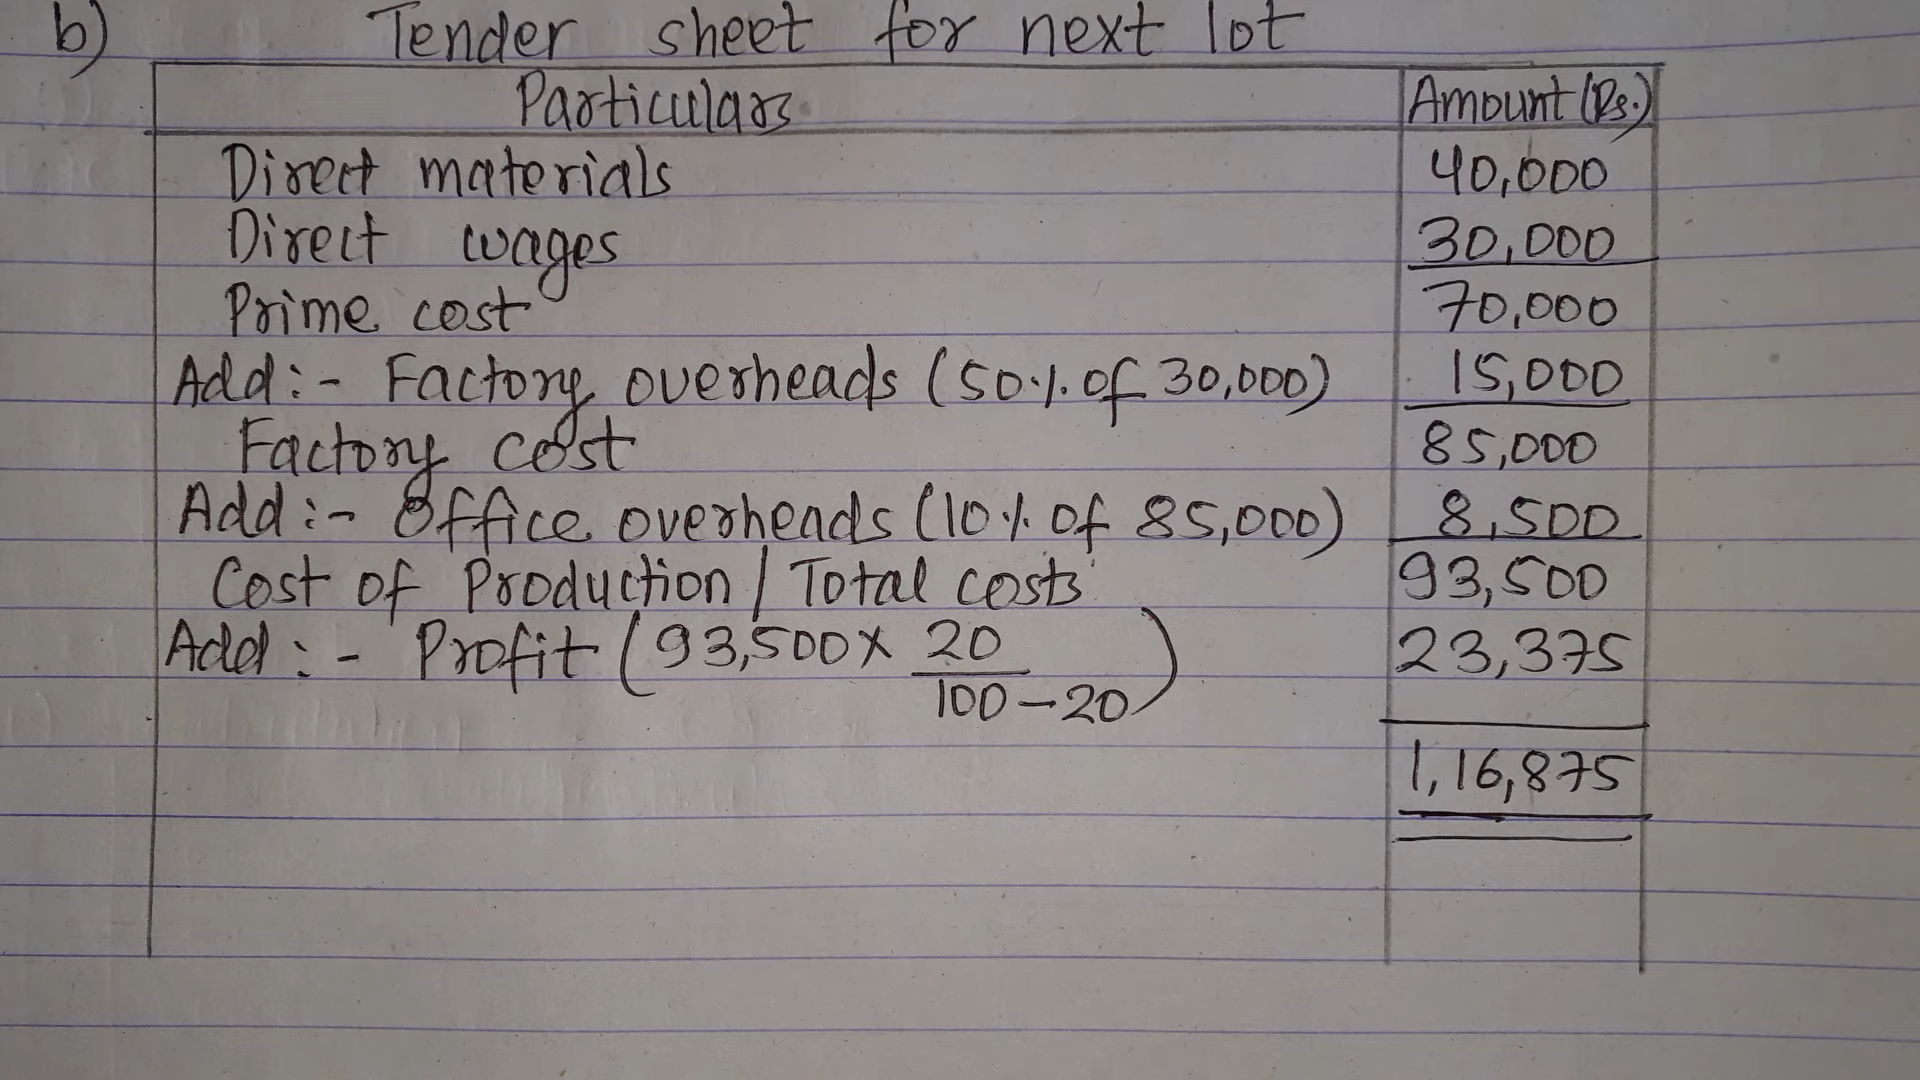 b) Tender sheet for next lot
Particulars Amount (Rs.)
Direct materials 40,000
Direct wages 30,000
Prime cost 70,000
Add :- Factory overheads (50% of 30,000) 15,000
Factory cost 85,000
Add :- Office overheads (10% of 85,000) 8,500
Cost of Production / Total costs 93,500
Add :- Profit (93,500 x 20 23,375
100-20)
1,16,875